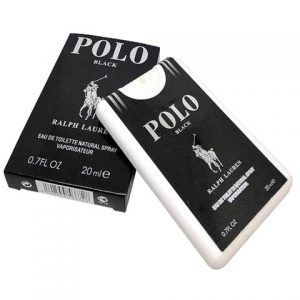 POLO
BLACK
RALPH LAUREN
EAU DE TOILETTE NATURAL SPRAY
VAPORISATEUR
0.7FL OZ 20ml e
POLO
BLACK
RALPH LAUREN
0.7FL OZ 20ml e